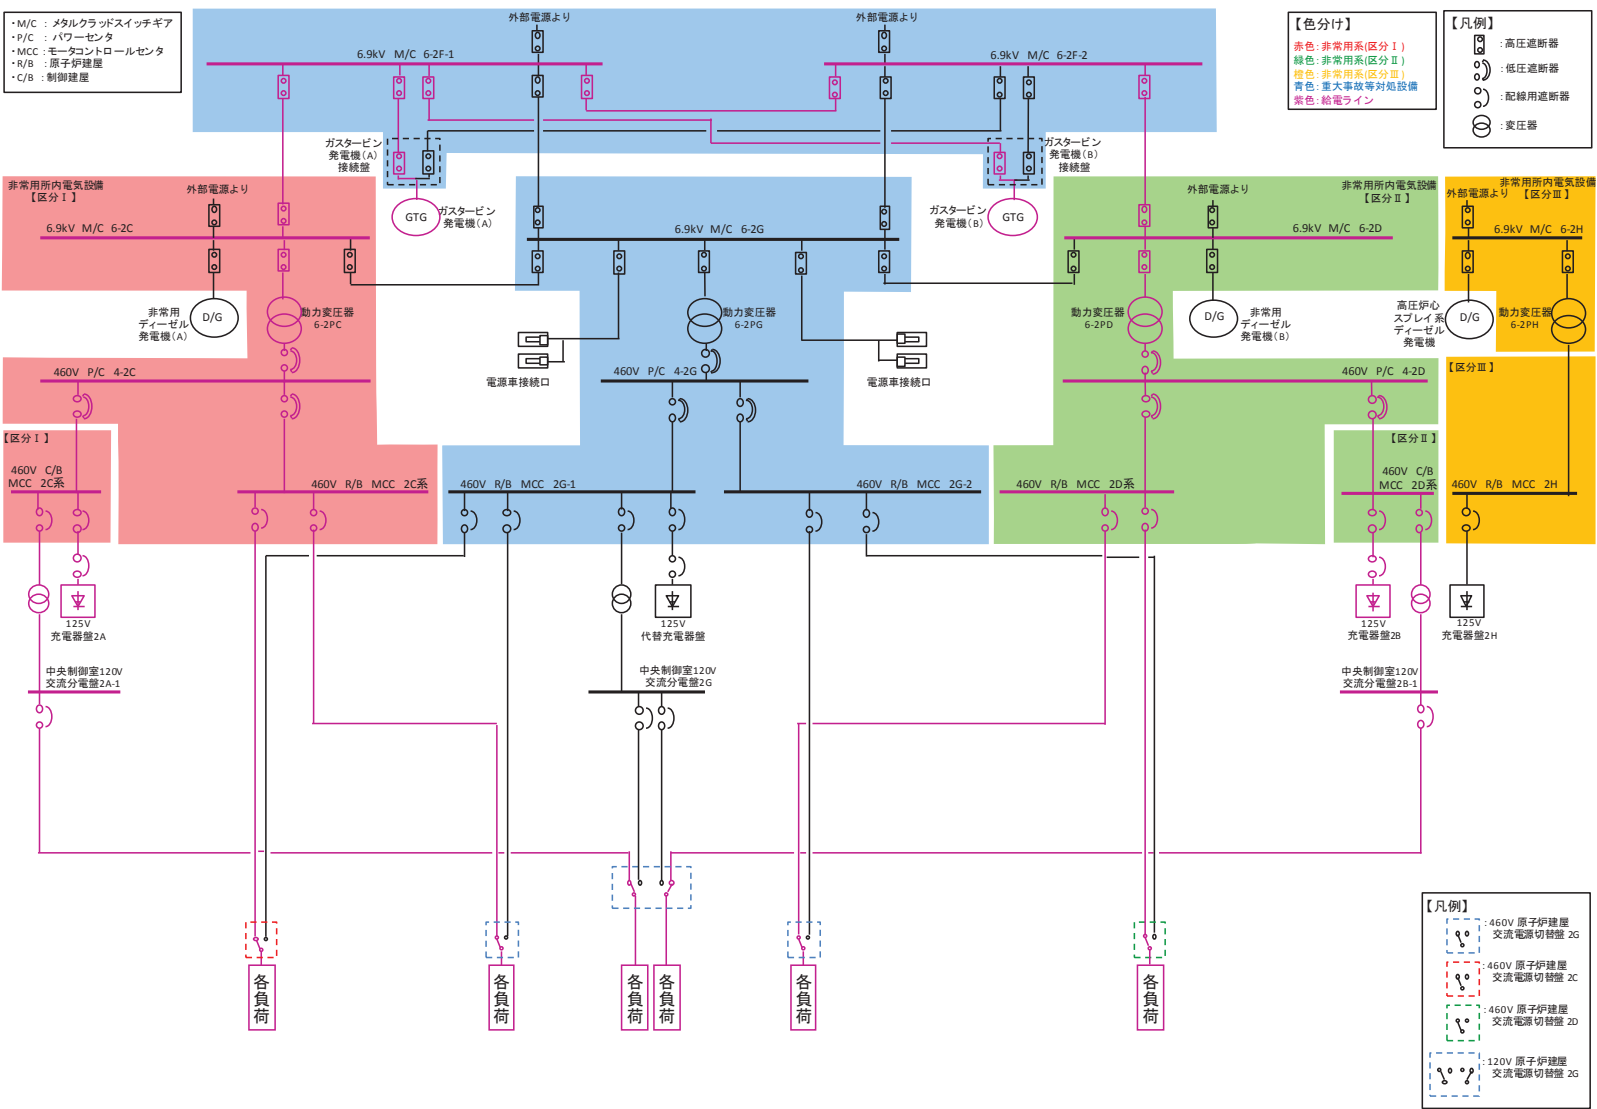 ・M/C ： メタルクラッドスイッチギア
・P/C ： パワーセンタ
・MCC ：モータコントロールセンタ
・R/B ：原子炉建屋
・C/B ：制御建屋
外部電源より
外部電源より
6.9kV M/C 6-2F-1
6.9kV M/C 6-2F-2
【色分け】
赤色：非常用系(区分Ⅰ)
緑色：非常用系(区分Ⅱ)
橙色：非常用系(区分Ⅲ)
青色：重大事故等対処設備
紫色：給電ライン
【凡例】
：高圧遮断器
：低圧遮断器
：配線用遮断器
：変圧器
ガスタービン
発電機(A)
接続盤
ガスタービン
発電機(B)
接続盤
非常用所内電気設備
【区分Ⅰ】
外部電源より
6.9kV M/C 6-2C
GTG
ガスタービン
発電機(A)
6.9kV M/C 6-2G
ガスタービン
発電機(B)
GTG
外部電源より
非常用所内電気設備
【区分Ⅱ】
6.9kV M/C 6-2D
非常用所内電気設備
外部電源より 【区分Ⅲ】
6.9kV M/C 6-2H
非常用
ディーゼル
発電機(A)
D/G
動力変圧器
6-2PC
動力変圧器
6-2PG
動力変圧器
6-2PD
D/G
非常用
ディーゼル
発電機(B)
高圧炉心
スプレイ系
ディーゼル
発電機
D/G
動力変圧器
6-2PH
電源車接続口
電源車接続口
460V P/C 4-2C
460V P/C 4-2G
460V P/C 4-2D
【区分Ⅲ】
【区分Ⅰ】
460V C/B
MCC 2C系
460V R/B MCC 2C系
460V R/B MCC 2G-1
460V R/B MCC 2G-2
460V R/B MCC 2D系
【区分Ⅱ】
460V C/B
MCC 2D系
460V R/B MCC 2H
125V
充電器盤2A
125V
代替充電器盤
125V
充電器盤2B
125V
充電器盤2H
中央制御室120V
交流分電盤2A-1
中央制御室120V
交流分電盤2G
中央制御室120V
交流分電盤2B-1
各負荷
各負荷
各負荷
各負荷
各負荷
各負荷
【凡例】
：460V 原子炉建屋
交流電源切替盤 2G
：460V 原子炉建屋
交流電源切替盤 2C
：460V 原子炉建屋
交流電源切替盤 2D
：120V 原子炉建屋
交流電源切替盤 2G